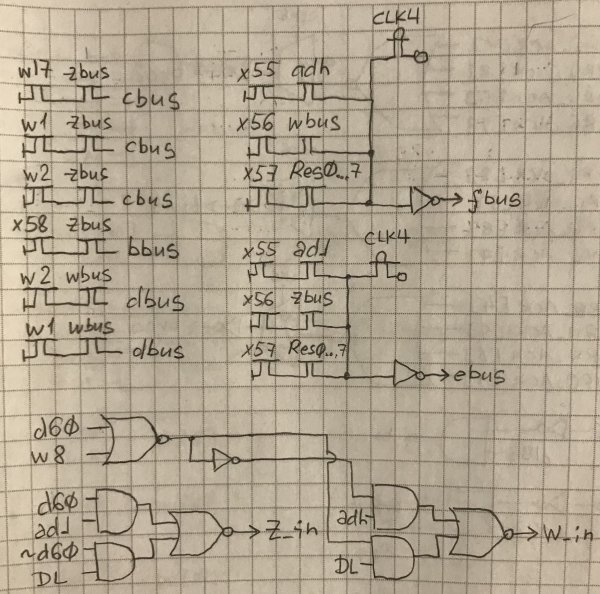 CLK4
w17 zbus cbus
w1 zbus cbus
w2 zbus cbus
x58 zbus bbus
w2 wbus dbus
w1 wbus dbus
x55 adh
x56 wbus
x57 ResØ...7
fbus
CLK4
x55 adl
x56 zbus
x57 ResØ...7
ebus
d6Ø
w8
d6Ø
adl
~d6Ø
DL
Z_in
adh
DL
W_in